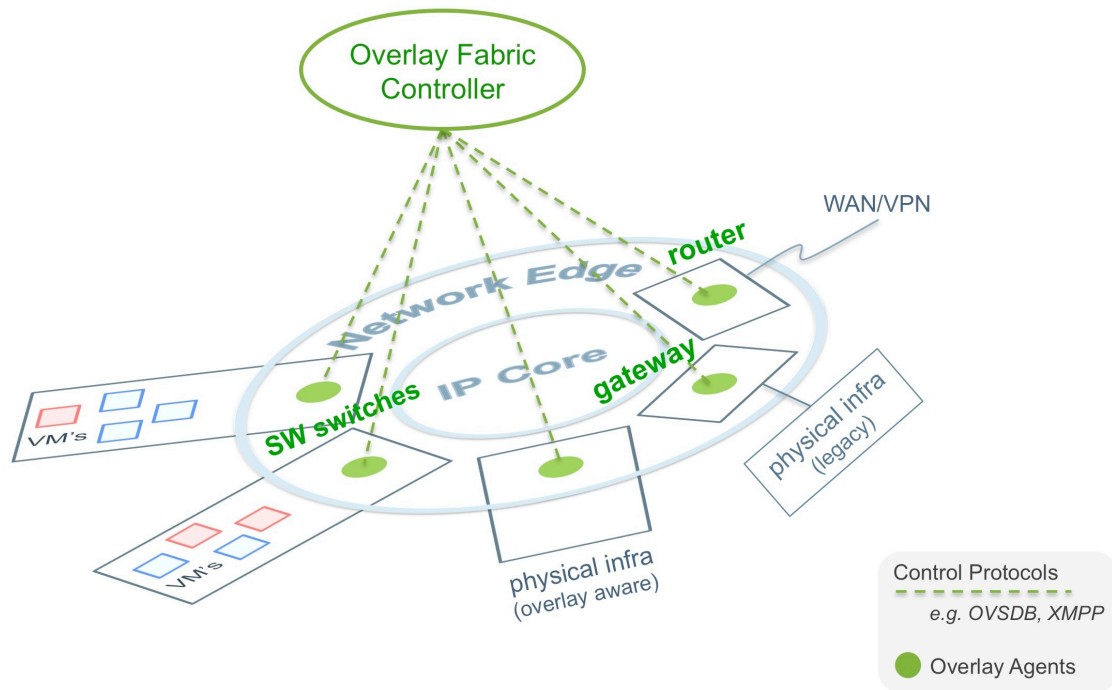 Overlay Fabric
Controller
WAN/VPN
router
Network Edge
IP Core
gateway
SW switches
VM's
VM's
physical infra
(legacy)
physical infra
(overlay aware)
Control Protocols
e.g. OVSDB, XMPP
Overlay Agents